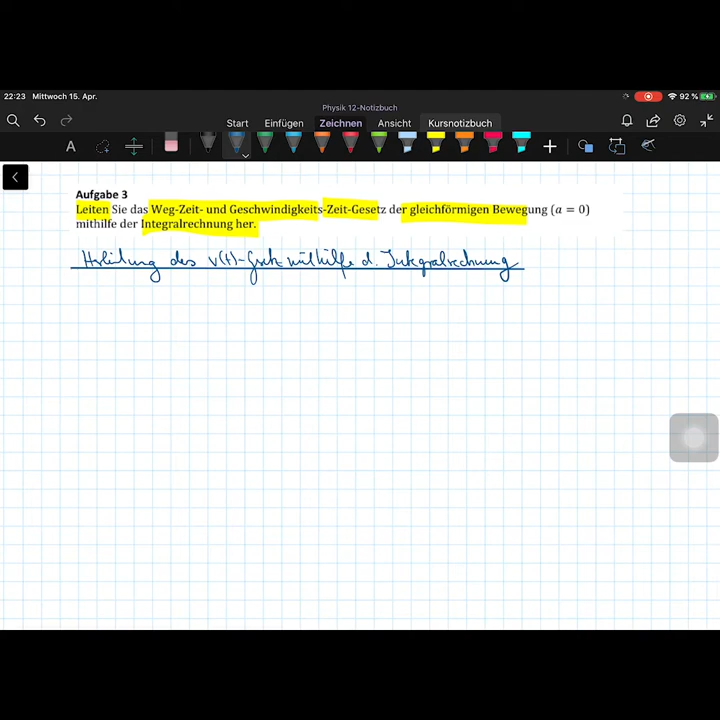 22:23 Mittwoch 15. Apr.
92 %
Physik 12-Notizbuch
Start Einfügen Zeichnen Ansicht Kursnotizbuch
A
Aufgabe 3
Leiten Sie das Weg-Zeit- und Geschwindigkeits-Zeit-Gesetz der gleichförmigen Bewegung (a = 0)
mithilfe der Integralrechnung her.
Herleitung des v(t)-Gesetz mithilfe d. Integralrechnung